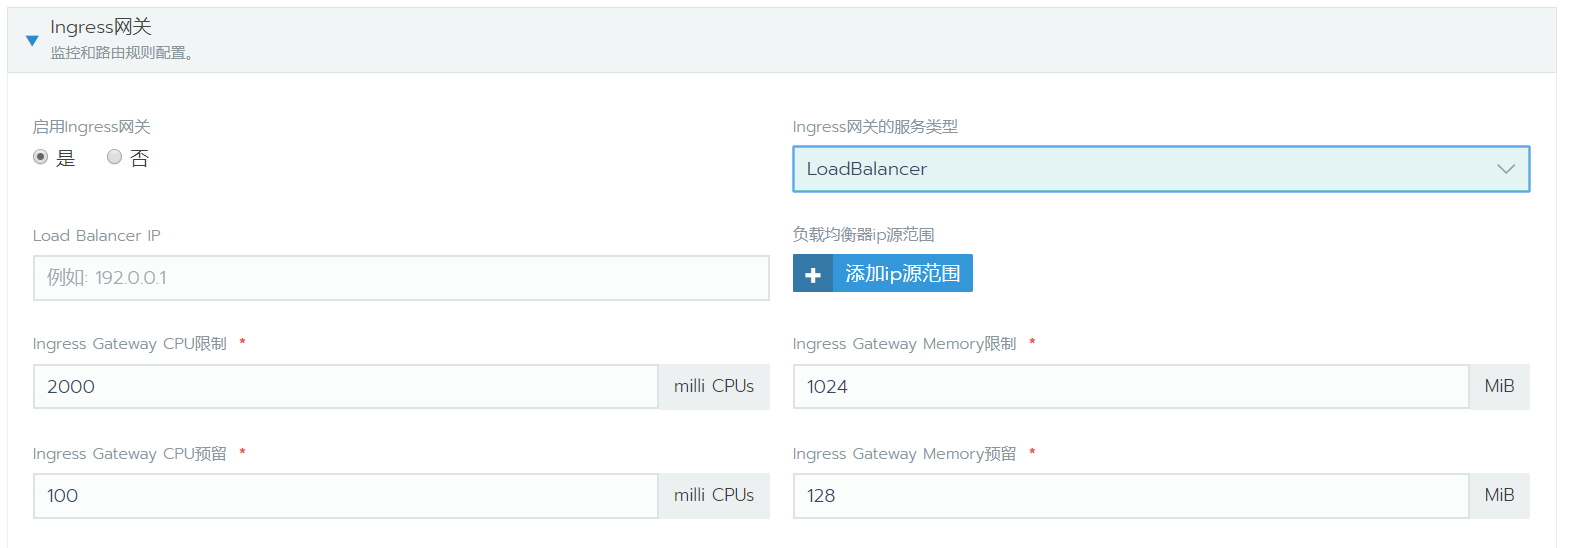 Ingress网关
监控和路由规则配置。
启用Ingress网关
是 否
Ingress网关的服务类型
LoadBalancer
Load Balancer IP
例如: 192.0.0.1
负载均衡器ip源范围
添加ip源范围
Ingress Gateway CPU限制 *
2000 milli CPUs
Ingress Gateway Memory限制 *
1024 MiB
Ingress Gateway CPU预留 *
100 milli CPUs
Ingress Gateway Memory预留 *
128 MiB